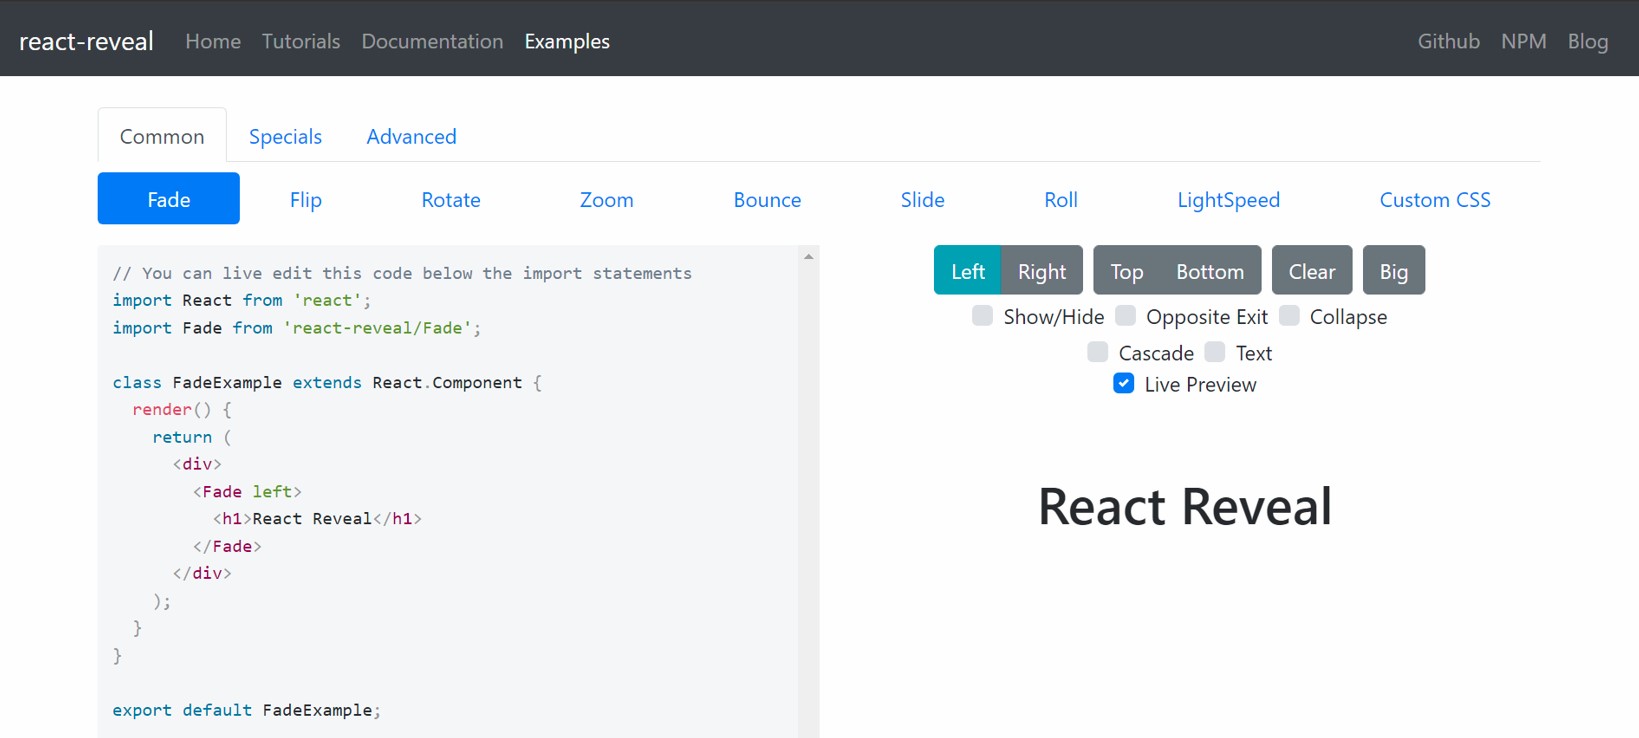 react-reveal Home Tutorials Documentation Examples Github NPM Blog
Common Specials Advanced
Fade Flip Rotate Zoom Bounce Slide Roll LightSpeed Custom CSS
// You can live edit this code below the import statements
import React from 'react';
import Fade from 'react-reveal/Fade';
class FadeExample extends React.Component {
render() {
return (
<div>
<Fade left>
<h1>React Reveal</h1>
</Fade>
</div>
);
}
}
export default FadeExample;
Left Right Top Bottom Clear Big
Show/Hide Opposite Exit Collapse
Cascade Text
Live Preview
React Reveal